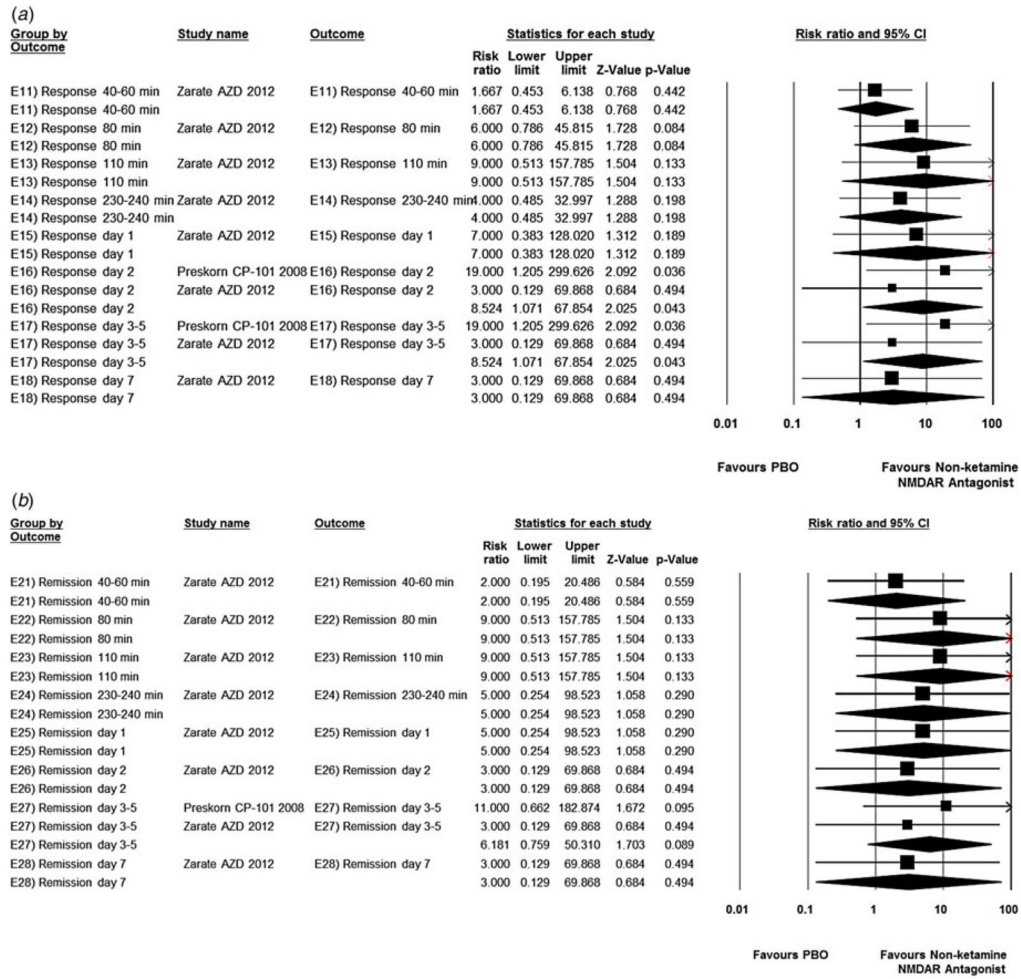 (a)
Group by Outcome Study name Outcome Statistics for each study Risk ratio and 95% CI
Risk ratio Lower limit Upper limit Z-Value p-Value
E11) Response 40-60 min Zarate AZD 2012 E11) Response 40-60 min 1.667 0.453 6.138 0.768 0.442
E11) Response 40-60 min 1.667 0.453 6.138 0.768 0.442
E12) Response 80 min Zarate AZD 2012 E12) Response 80 min 6.000 0.786 45.815 1.728 0.084
E12) Response 80 min 6.000 0.786 45.815 1.728 0.084
E13) Response 110 min Zarate AZD 2012 E13) Response 110 min 9.000 0.513 157.785 1.504 0.133
E13) Response 110 min 9.000 0.513 157.785 1.504 0.133
E14) Response 230-240 min Zarate AZD 2012 E14) Response 230-240 min 4.000 0.485 32.997 1.288 0.198
E14) Response 230-240 min 4.000 0.485 32.997 1.288 0.198
E15) Response day 1 Zarate AZD 2012 E15) Response day 1 7.000 0.383 128.020 1.312 0.189
E15) Response day 1 7.000 0.383 128.020 1.312 0.189
E16) Response day 2 Preskorn CP-101 2008 E16) Response day 2 19.000 1.205 299.626 2.092 0.036
E16) Response day 2 Zarate AZD 2012 E16) Response day 2 3.000 0.129 69.868 0.684 0.494
E16) Response day 2 8.524 1.071 67.854 2.025 0.043
E17) Response day 3-5 Preskorn CP-101 2008 E17) Response day 3-5 19.000 1.205 299.626 2.092 0.036
E17) Response day 3-5 Zarate AZD 2012 E17) Response day 3-5 3.000 0.129 69.868 0.684 0.494
E17) Response day 3-5 8.524 1.071 67.854 2.025 0.043
E18) Response day 7 Zarate AZD 2012 E18) Response day 7 3.000 0.129 69.868 0.684 0.494
E18) Response day 7 3.000 0.129 69.868 0.684 0.494
0.01 0.1 1 10 100
Favours PBO Favours Non-ketamine
NMDAR Antagonist
(b)
Group by Outcome Study name Outcome Statistics for each study Risk ratio and 95% CI
Risk ratio Lower limit Upper limit Z-Value p-Value
E21) Remission 40-60 min Zarate AZD 2012 E21) Remission 40-60 min 2.000 0.195 20.486 0.584 0.559
E21) Remission 40-60 min 2.000 0.195 20.486 0.584 0.559
E22) Remission 80 min Zarate AZD 2012 E22) Remission 80 min 9.000 0.513 157.785 1.504 0.133
E22) Remission 80 min 9.000 0.513 157.785 1.504 0.133
E23) Remission 110 min Zarate AZD 2012 E23) Remission 110 min 9.000 0.513 157.785 1.504 0.133
E23) Remission 110 min 9.000 0.513 157.785 1.504 0.133
E24) Remission 230-240 min Zarate AZD 2012 E24) Remission 230-240 min 5.000 0.254 98.523 1.058 0.290
E24) Remission 230-240 min 5.000 0.254 98.523 1.058 0.290
E25) Remission day 1 Zarate AZD 2012 E25) Remission day 1 5.000 0.254 98.523 1.058 0.290
E25) Remission day 1 5.000 0.254 98.523 1.058 0.290
E26) Remission day 2 Zarate AZD 2012 E26) Remission day 2 3.000 0.129 69.868 0.684 0.494
E26) Remission day 2 3.000 0.129 69.868 0.684 0.494
E27) Remission day 3-5 Preskorn CP-101 2008 E27) Remission day 3-5 11.000 0.662 182.874 1.672 0.095
E27) Remission day 3-5 Zarate AZD 2012 E27) Remission day 3-5 3.000 0.129 69.868 0.684 0.494
E27) Remission day 3-5 6.181 0.759 50.310 1.703 0.089
E28) Remission day 7 Zarate AZD 2012 E28) Remission day 7 3.000 0.129 69.868 0.684 0.494
E28) Remission day 7 3.000 0.129 69.868 0.684 0.494
0.01 0.1 1 10 100
Favours PBO Favours Non-ketamine
NMDAR Antagonist